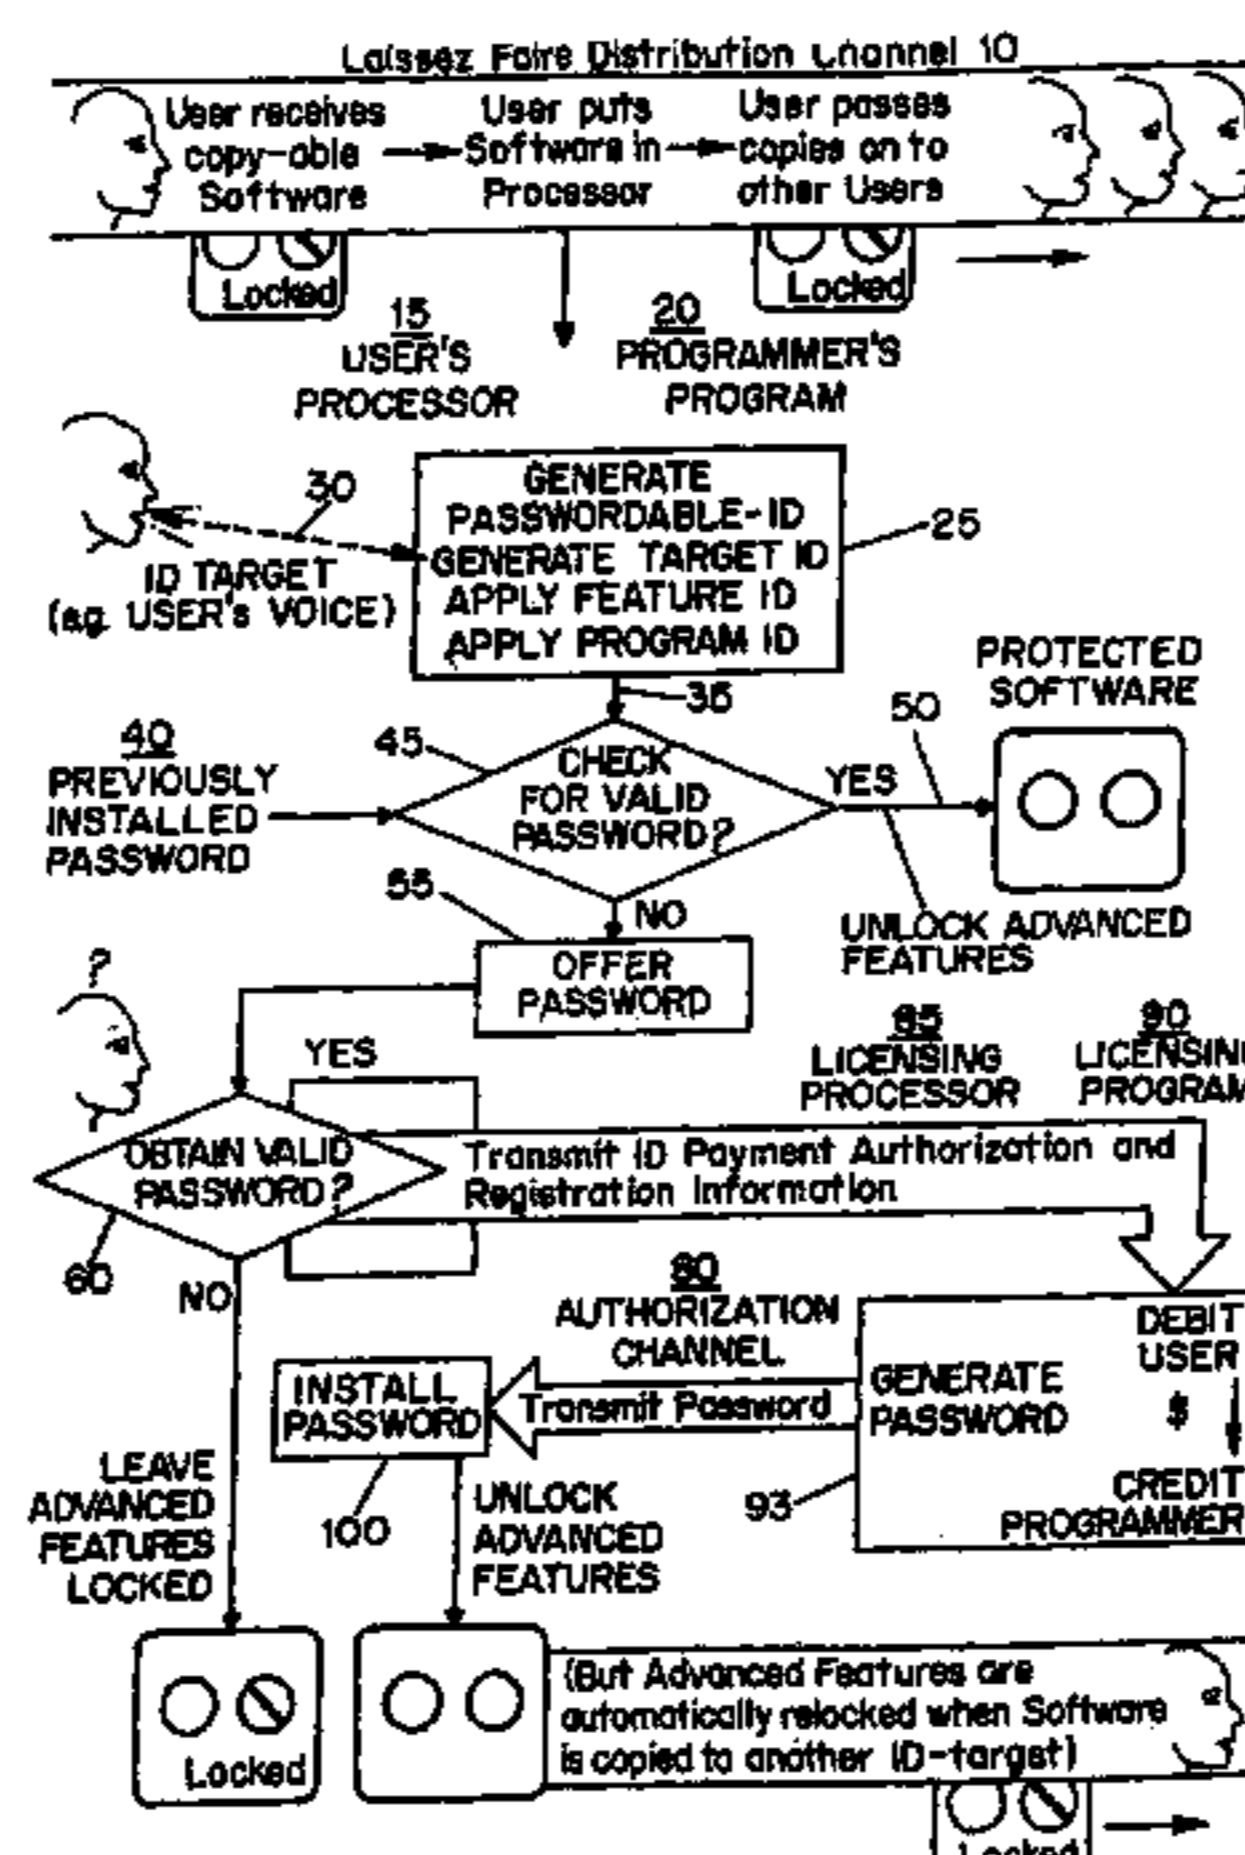 Laissez Faire Distribution Channel 10
User receives
copy-able
Software
User puts
Software in
Processor
User passes
copies on to
other Users
Locked
Locked
15
USER'S
PROCESSOR
20
PROGRAMMER'S
PROGRAM
30
ID TARGET
(e.g. USER's VOICE)
GENERATE
PASSWORDABLE-ID
GENERATE TARGET ID
APPLY FEATURE ID
APPLY PROGRAM ID
25
35
40
PREVIOUSLY
INSTALLED
PASSWORD
45
CHECK
FOR VALID
PASSWORD?
YES
50
PROTECTED
SOFTWARE
UNLOCK ADVANCED
FEATURES
NO
55
OFFER
PASSWORD
?
YES
LICENSING
PROCESSOR
90
OBTAIN VALID
PASSWORD?
60
NO
Transmit ID Payment Authorization and
Registration Information
AUTHORIZATION
CHANNEL
Transmit Password
INSTALL
PASSWORD
100
GENERATE
PASSWORD
93
DEBIT
USER
$
CREDIT
PROGRAMMER
LEAVE
ADVANCED
FEATURES
LOCKED
UNLOCK
ADVANCED
FEATURES
Locked
(But Advanced Features are
automatically relocked when Software
is copied to another ID-target)
Locked